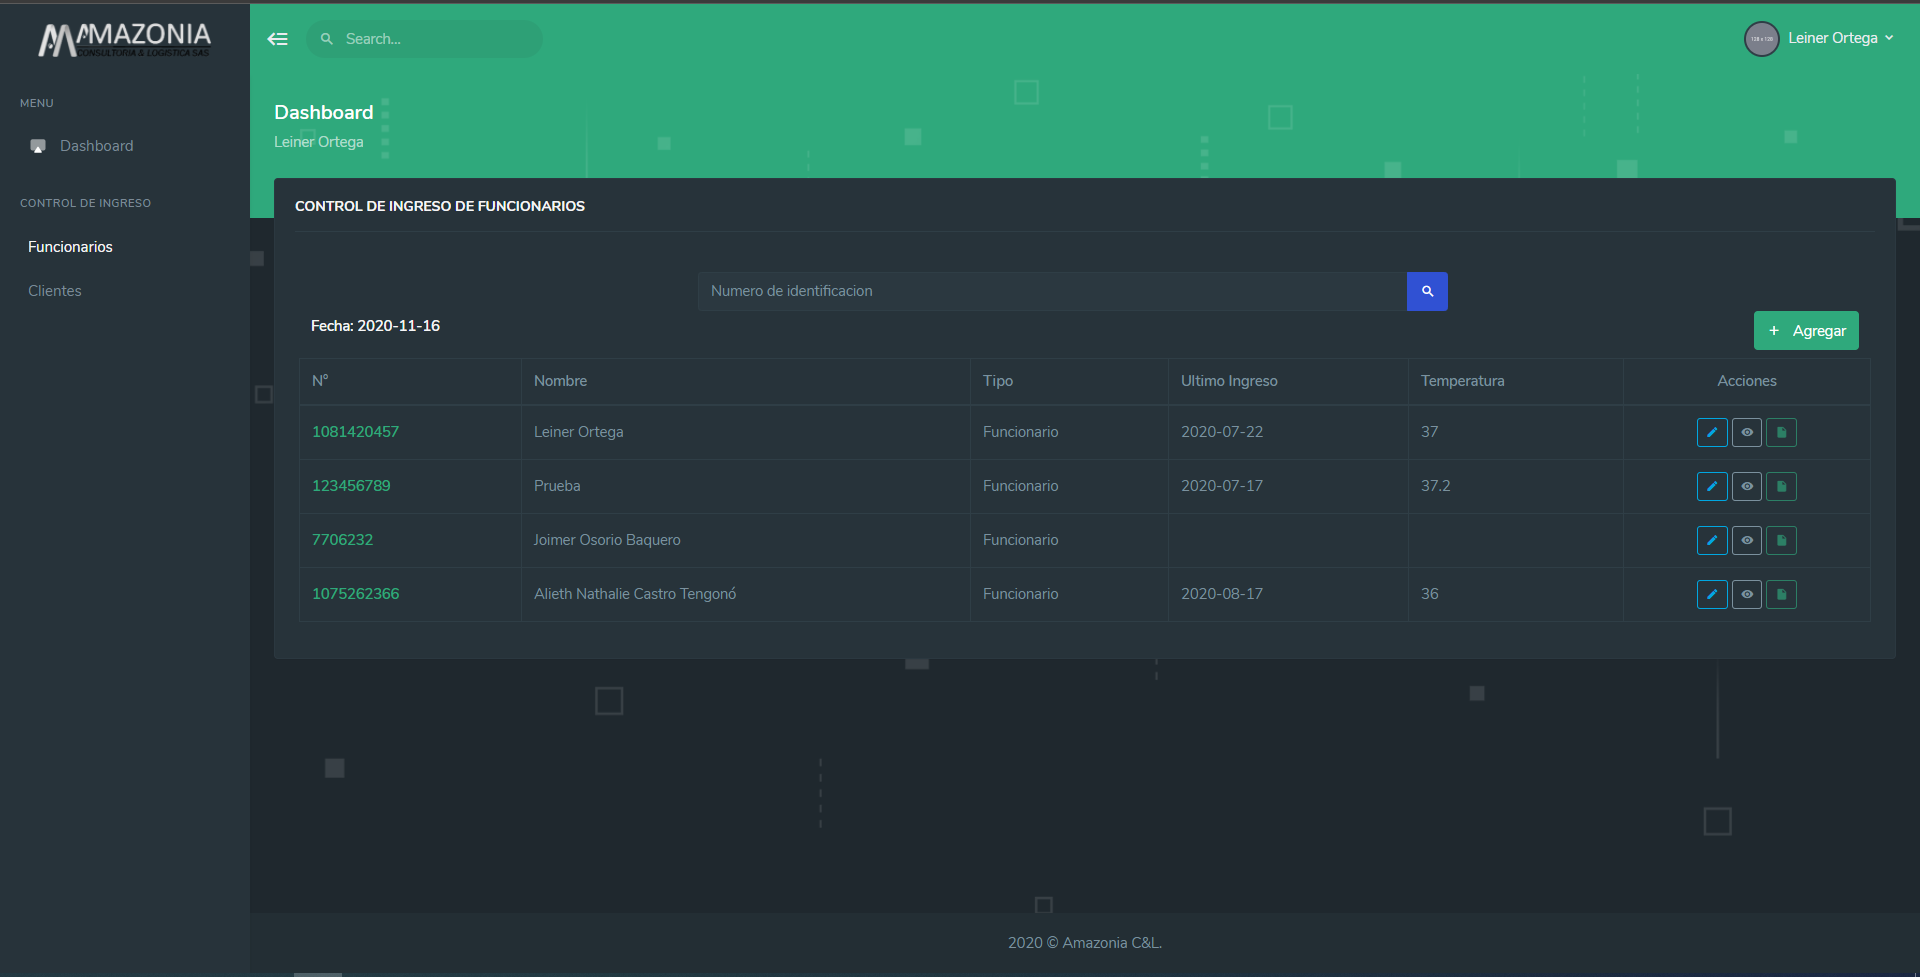 AMAZONIA
CONSULTORIA & LOGISTICA SAS
MENU
Dashboard
CONTROL DE INGRESO
Funcionarios
Clientes
Search...
Leiner Ortega
Dashboard
Leiner Ortega
CONTROL DE INGRESO DE FUNCIONARIOS
Numero de identificacion
Fecha: 2020-11-16
+ Agregar
N° Nombre Tipo Ultimo Ingreso Temperatura Acciones
1081420457 Leiner Ortega Funcionario 2020-07-22 37
123456789 Prueba Funcionario 2020-07-17 37.2
7706232 Joimer Osorio Baquero Funcionario
1075262366 Alieth Nathalie Castro Tengonó Funcionario 2020-08-17 36
2020 © Amazonia C&L.